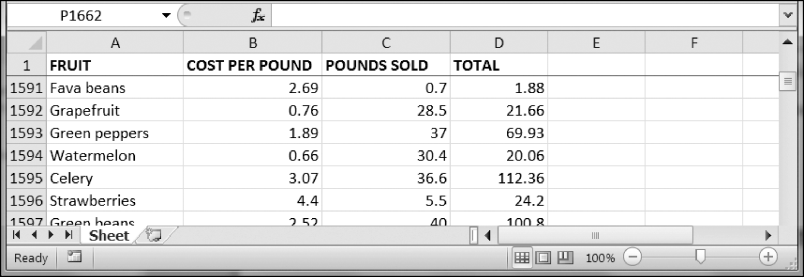 P1662 fx
A B C D E F
1 FRUIT COST PER POUND POUNDS SOLD TOTAL
1591 Fava beans 2.69 0.7 1.88
1592 Grapefruit 0.76 28.5 21.66
1593 Green peppers 1.89 37 69.93
1594 Watermelon 0.66 30.4 20.06
1595 Celery 3.07 36.6 112.36
1596 Strawberries 4.4 5.5 24.2
1597 Green beans 2.52 40 100.8
Sheet
Ready 100%